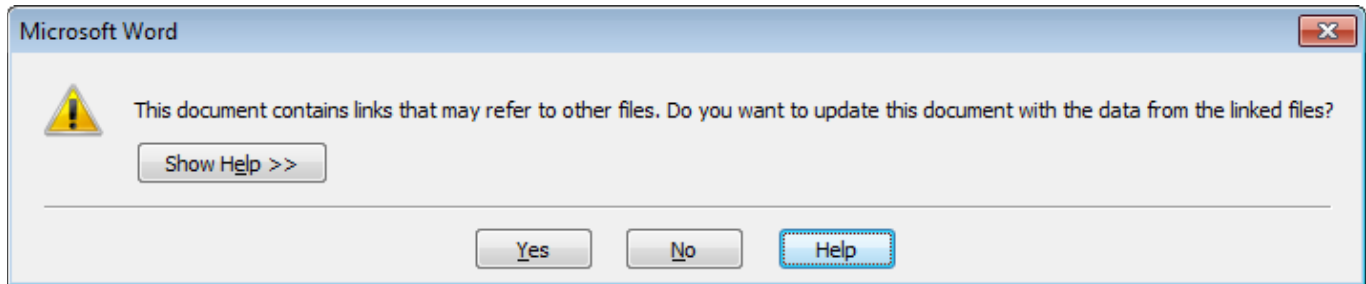 Microsoft Word
This document contains links that may refer to other files. Do you want to update this document with the data from the linked files?
Show Help >>
Yes No Help